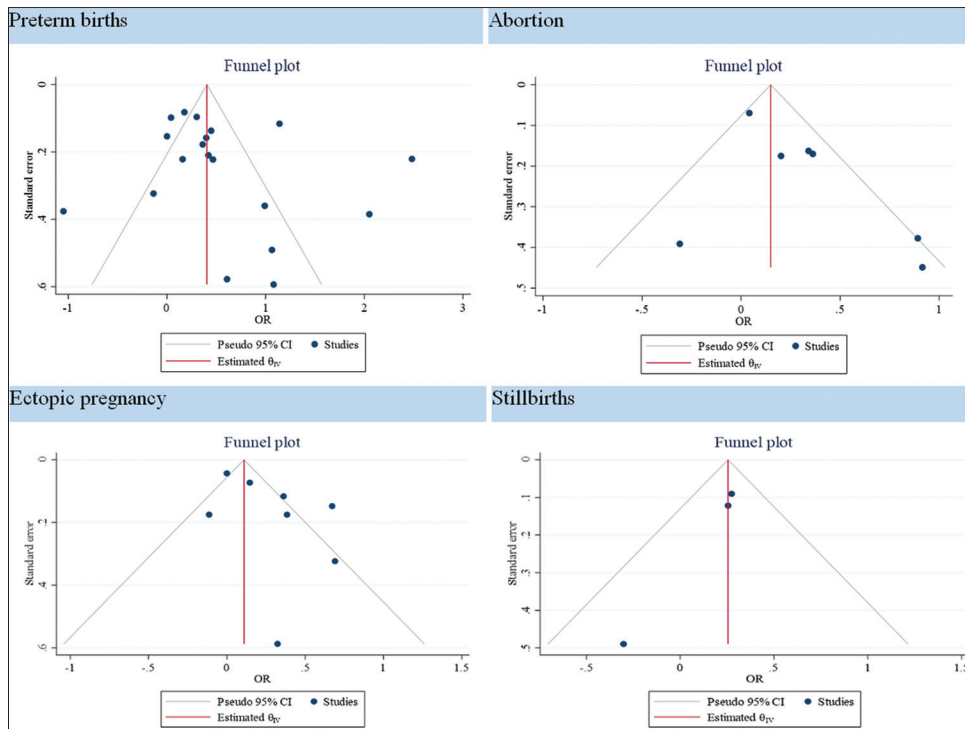 Preterm births
Funnel plot
Standard error
0
.2
.4
.6
-1
0
1
2
3
OR
Pseudo 95% CI
Studies
Estimated θIV
Abortion
Funnel plot
Standard error
0
.1
.2
.3
.4
.5
-1
-.5
0
.5
1
OR
Pseudo 95% CI
Studies
Estimated θIV
Ectopic pregnancy
Funnel plot
Standard error
0
.2
.4
.6
-1
-.5
0
.5
1
1.5
OR
Pseudo 95% CI
Studies
Estimated θIV
Stillbirths
Funnel plot
Standard error
0
.1
.2
.3
.4
.5
-.5
0
.5
1
1.5
OR
Pseudo 95% CI
Studies
Estimated θIV